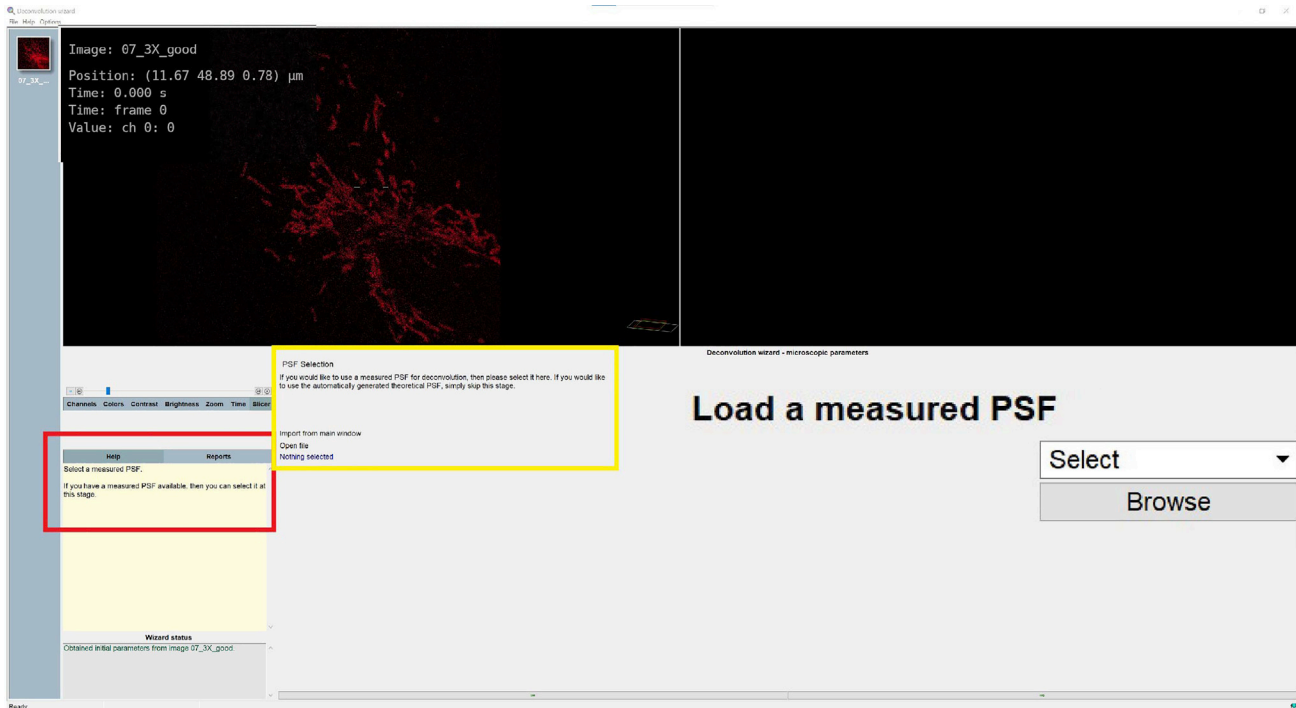 Deconvolution wizard
File Help Options
Image: 07_3X_good
Position: (11.67 48.89 0.78) μm
Time: 0.000 s
Time: frame 0
Value: ch 0: 0
07_3X_...
Channels Colors Contrast Brightness Zoom Time Slicer
Help Reports
Select a measured PSF.
If you have a measured PSF available, then you can select it at
this stage.
Wizard status
Obtained initial parameters from image 07_3X_good
PSF Selection
If you would like to use a measured PSF for deconvolution, then please select it here. If you would like
to use the automatically generated theoretical PSF, simply skip this stage.
Import from main window
Open file
Nothing selected
Deconvolution wizard - microscopic parameters
Load a measured PSF
Select
Browse
Ready